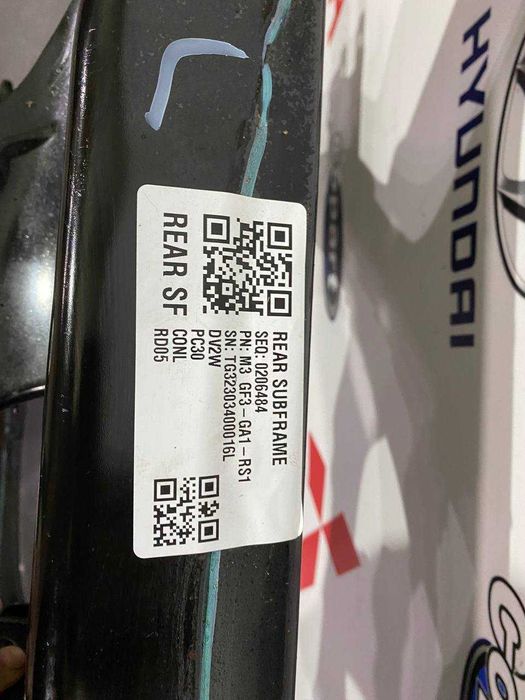 REAR SUBFRAME
SEQ: 0206484
PN: M3 GF3-GA1-RS1
SN: TG32303400016L
DV2W
PC30
CONL
RD05
REAR SF
HYUNDAI